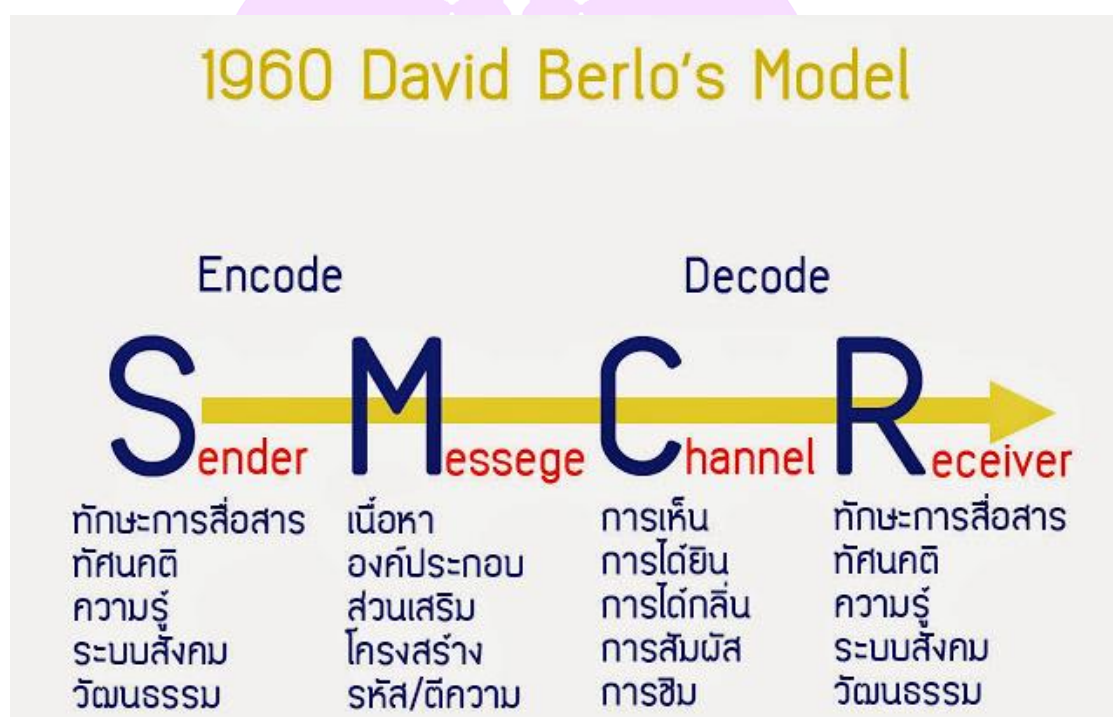 1960 David Berlo's Model
Encode
Decode
Sender
Messege
Channel
Receiver
ทักษะการสื่อสาร
ทัศนคติ
ความรู้
ระบบสังคม
วัฒนธรรม
เนื้อหา
องค์ประกอบ
ส่วนเสริม
โครงสร้าง
รหัส/ตีความ
การเห็น
การได้ยิน
การได้กลิ่น
การสัมผัส
การชิม
ทักษะการสื่อสาร
ทัศนคติ
ความรู้
ระบบสังคม
วัฒนธรรม